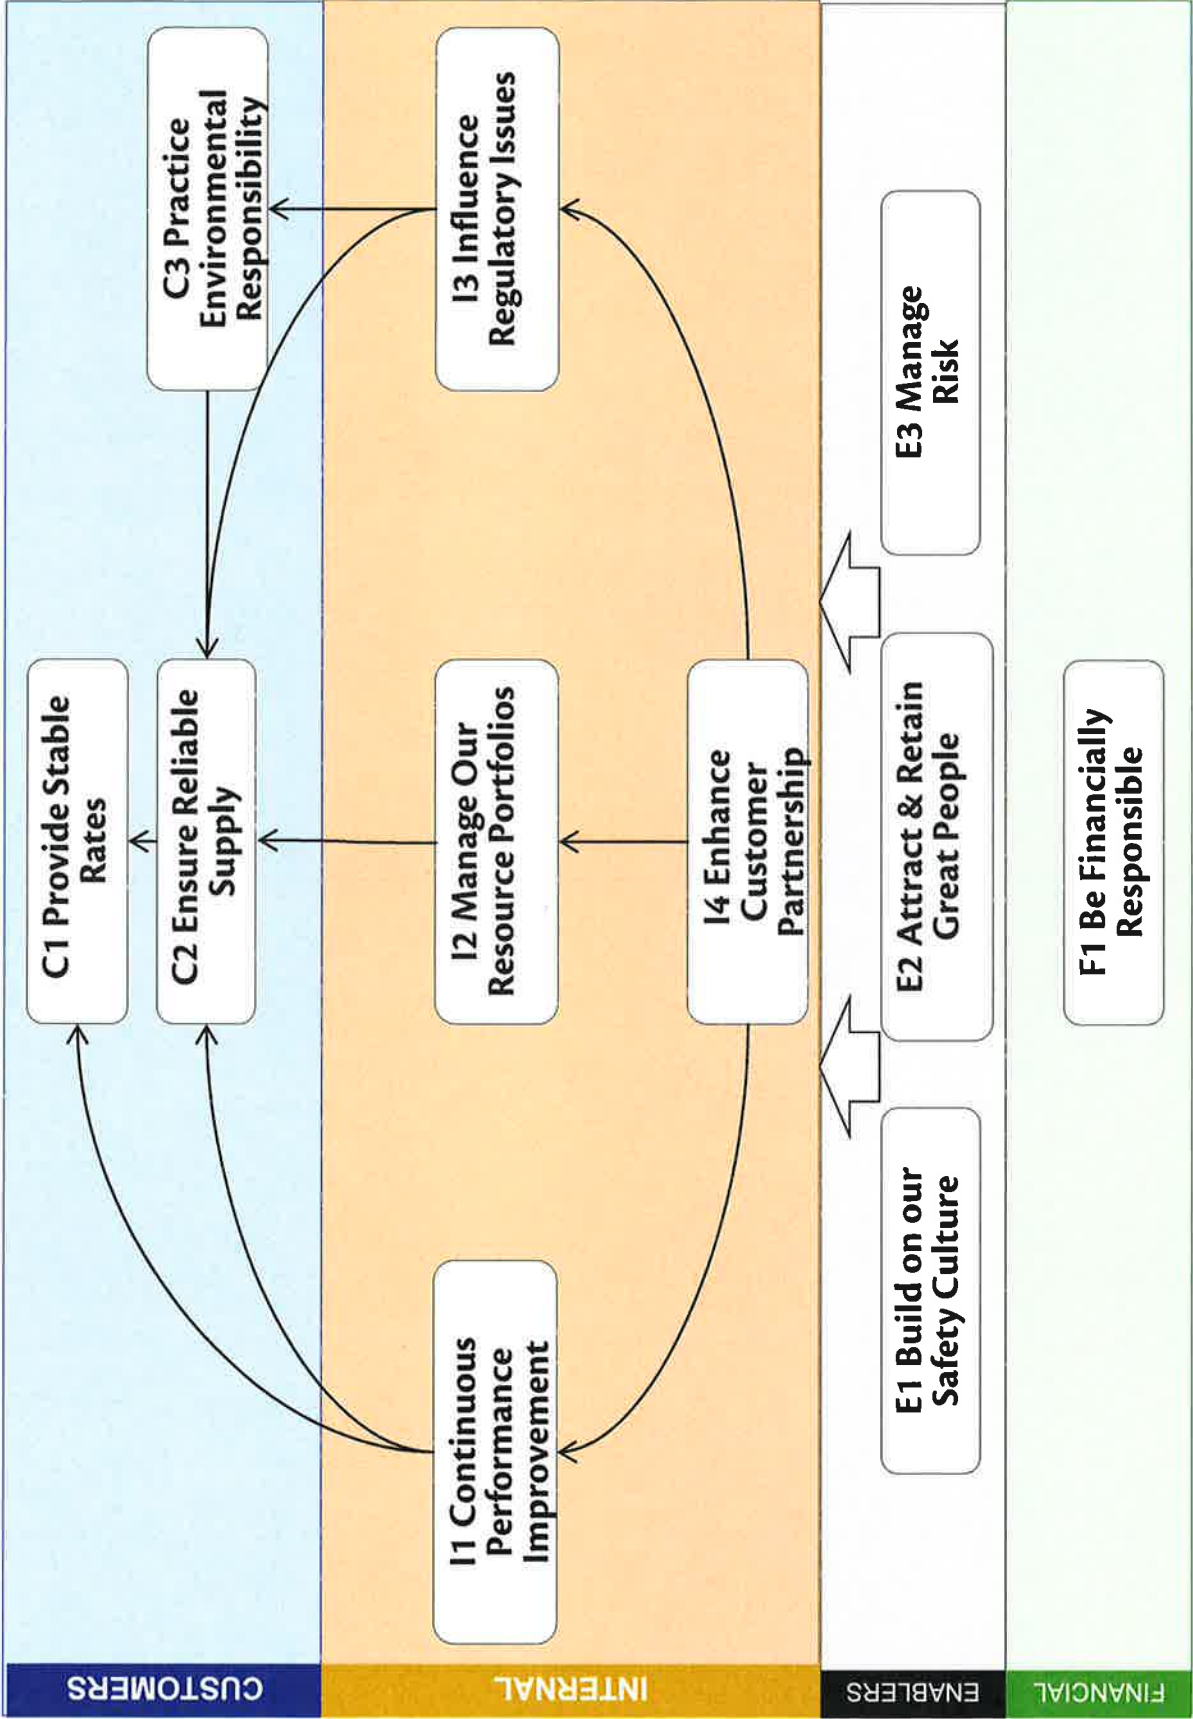 CUSTOMERS
C1 Provide Stable
Rates
C2 Ensure Reliable
Supply
C3 Practice
Environmental
Responsibility
INTERNAL
I1 Continuous
Performance
Improvement
I2 Manage Our
Resource Portfolios
I3 Influence
Regulatory Issues
I4 Enhance
Customer
Partnership
ENABLERS
E1 Build on our
Safety Culture
E2 Attract & Retain
Great People
E3 Manage
Risk
FINANCIAL
F1 Be Financially
Responsible